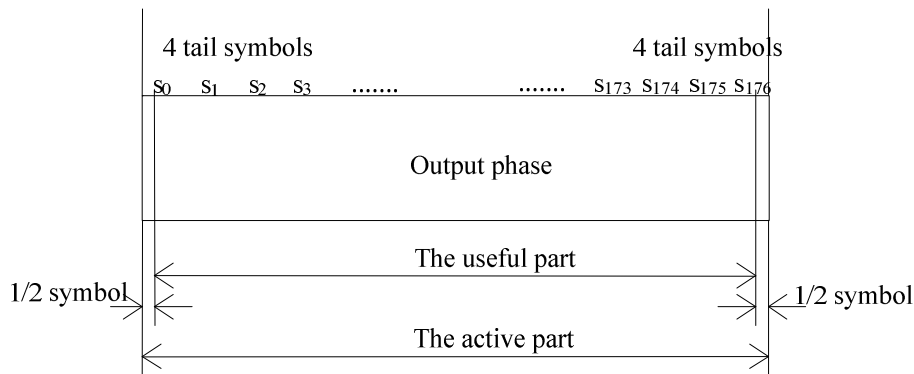 4 tail symbols 4 tail symbols
s0 s1 s2 s3 ....... ....... s173 s174 s175 s176
Output phase
The useful part
1/2 symbol 1/2 symbol
The active part